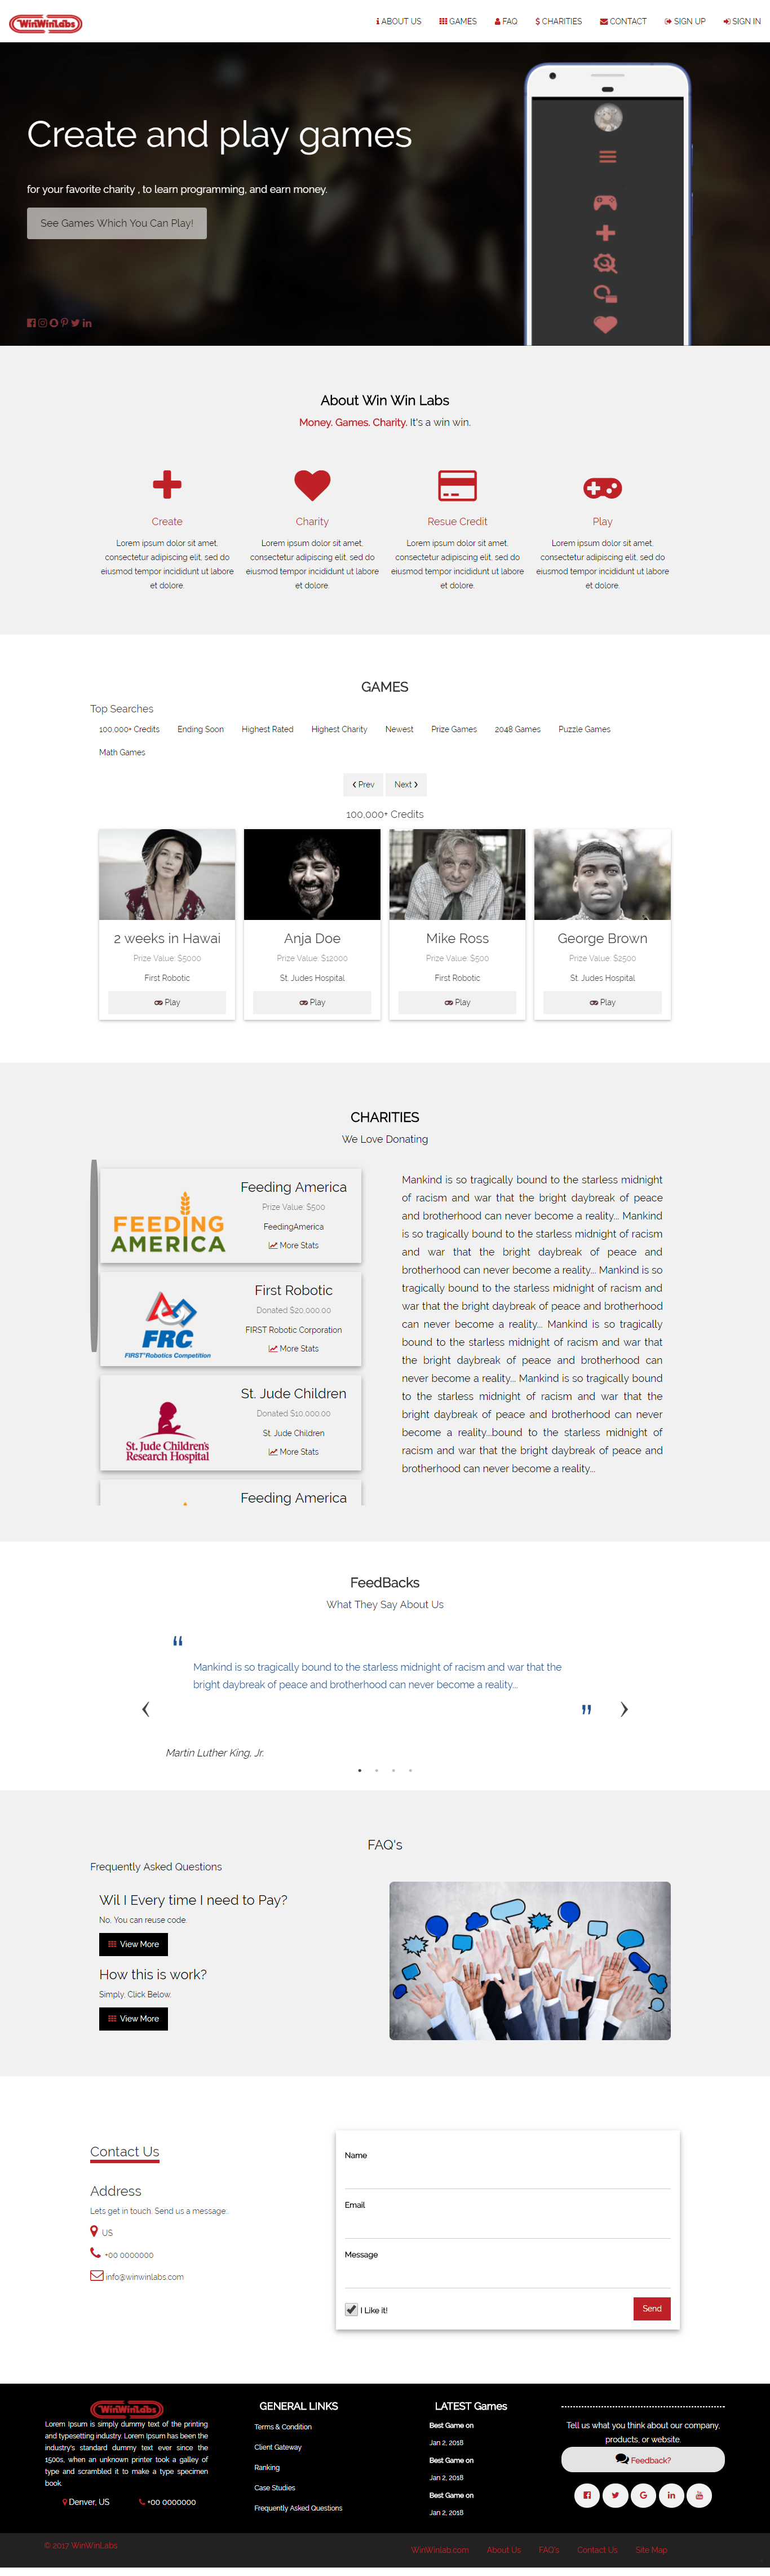 WinWinLabs
ABOUT US GAMES FAQ CHARITIES CONTACT SIGN UP SIGN IN
Create and play games
for your favorite charity , to learn programming, and earn money.
See Games Which You Can Play!
About Win Win Labs
Money. Games. Charity. It's a win win.
Create
Lorem ipsum dolor sit amet,
consectetur adipiscing elit, sed do
eiusmod tempor incididunt ut labore
et dolore.
Charity
Lorem ipsum dolor sit amet,
consectetur adipiscing elit, sed do
eiusmod tempor incididunt ut labore
et dolore.
Resue Credit
Lorem ipsum dolor sit amet,
consectetur adipiscing elit, sed do
eiusmod tempor incididunt ut labore
et dolore.
Play
Lorem ipsum dolor sit amet,
consectetur adipiscing elit, sed do
eiusmod tempor incididunt ut labore
et dolore.
GAMES
Top Searches
100,000+ Credits Ending Soon Highest Rated Highest Charity Newest Prize Games 2048 Games Puzzle Games
Math Games
‹ Prev Next ›
100,000+ Credits
2 weeks in Hawai
Prize Value: $5000
First Robotic
Play
Anja Doe
Prize Value: $12000
St. Judes Hospital
Play
Mike Ross
Prize Value: $500
First Robotic
Play
George Brown
Prize Value: $2500
St. Judes Hospital
Play
CHARITIES
We Love Donating
FEEDING
AMERICA
Feeding America
Prize Value: $500
FeedingAmerica
More Stats
FRC
FIRST Robotics Competition
First Robotic
Donated $20,000.00
FIRST Robotic Corporation
More Stats
St. Jude Children's
Research Hospital
St. Jude Children
Donated $10,000.00
St. Jude Children
More Stats
Feeding America
Mankind is so tragically bound to the starless midnight
of racism and war that the bright daybreak of peace
and brotherhood can never become a reality... Mankind
is so tragically bound to the starless midnight of racism
and war that the bright daybreak of peace and
brotherhood can never become a reality... Mankind is so
tragically bound to the starless midnight of racism and
war that the bright daybreak of peace and brotherhood
can never become a reality... Mankind is so tragically
bound to the starless midnight of racism and war that
the bright daybreak of peace and brotherhood can
never become a reality... Mankind is so tragically bound
to the starless midnight of racism and war that the
bright daybreak of peace and brotherhood can never
become a reality...bound to the starless midnight of
racism and war that the bright daybreak of peace and
brotherhood can never become a reality...
FeedBacks
What They Say About Us
“
Mankind is so tragically bound to the starless midnight of racism and war that the
bright daybreak of peace and brotherhood can never become a reality...
”
Martin Luther King, Jr.
FAQ's
Frequently Asked Questions
Wil I Every time I need to Pay?
No. You can reuse code.
View More
How this is work?
Simply. Click Below.
View More
Contact Us
Address
Lets get in touch. Send us a message:.
US
+00 0000000
info@winwinlabs.com
Name
Email
Message
I Like it!
Send
WinWinLabs
Lorem Ipsum is simply dummy text of the printing
and typesetting industry. Lorem Ipsum has been the
industry's standard dummy text ever since the
1500s, when an unknown printer took a galley of
type and scrambled it to make a type specimen
book.
Denver, US +00 0000000
GENERAL LINKS
Terms & Condition
Client Gateway
Ranking
Case Studies
Frequently Asked Questions
LATEST Games
Best Game on
Jan 2, 2018
Best Game on
Jan 2, 2018
Best Game on
Jan 2, 2018
Tell us what you think about our company,
products, or website.
Feedback?
© 2017 WinWinLabs
WinWinlab.com About Us FAQ's Contact Us Site Map